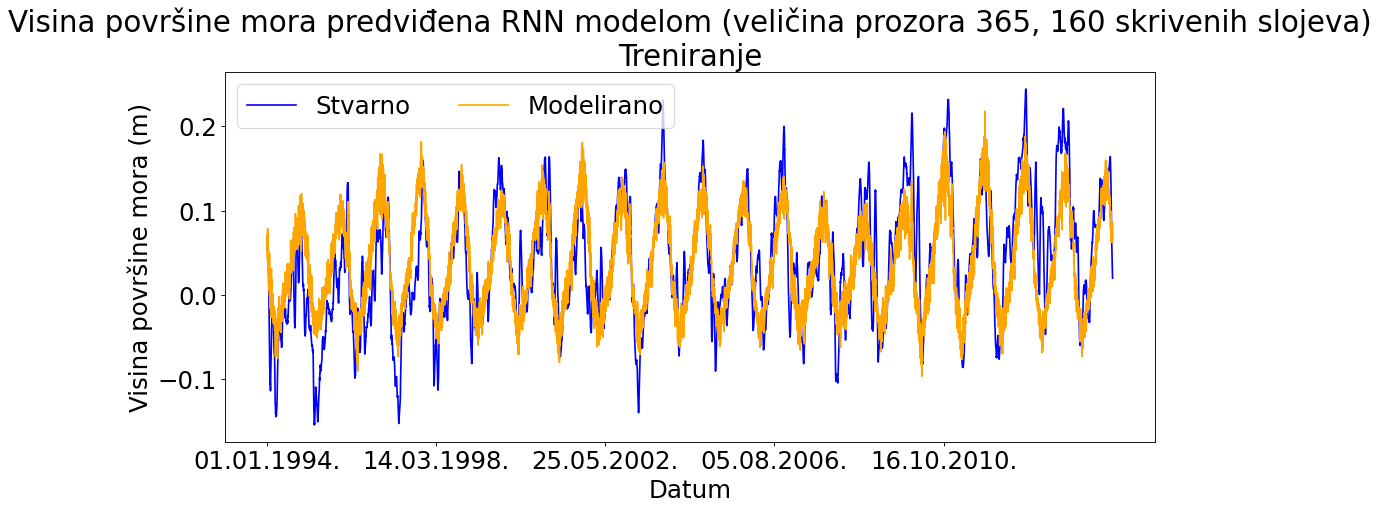 Visina površine mora predviđena RNN modelom (veličina prozora 365, 160 skrivenih slojeva)
Treniranje
Stvarno Modelirano
Visina površine mora (m)
0.2
0.1
0.0
−0.1
01.01.1994. 14.03.1998. 25.05.2002. 05.08.2006. 16.10.2010.
Datum